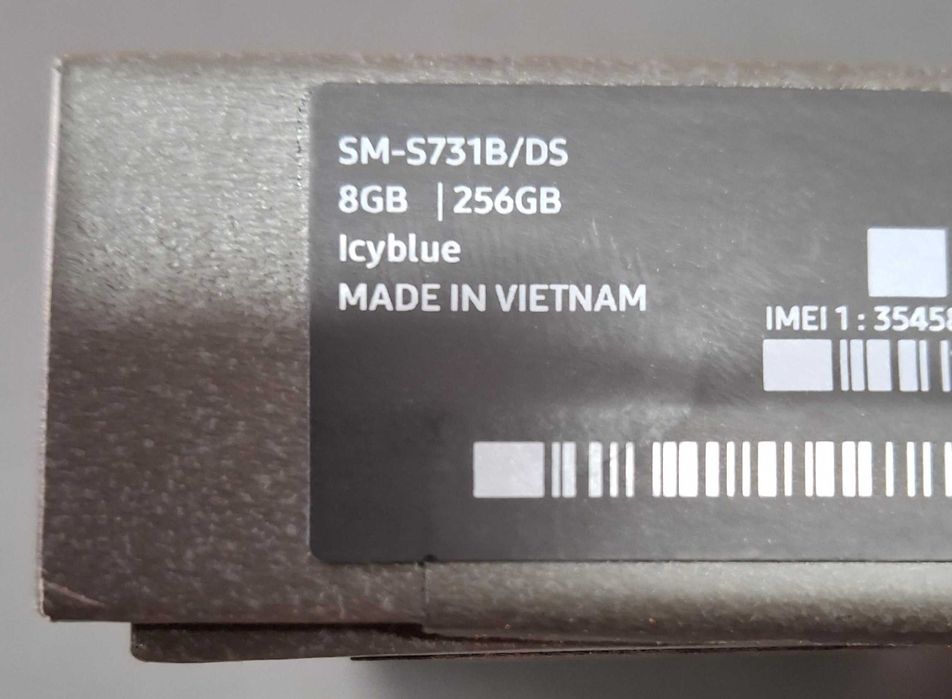 SM-S731B/DS
8GB | 256GB
Icyblue
MADE IN VIETNAM
IMEI 1 : 35458